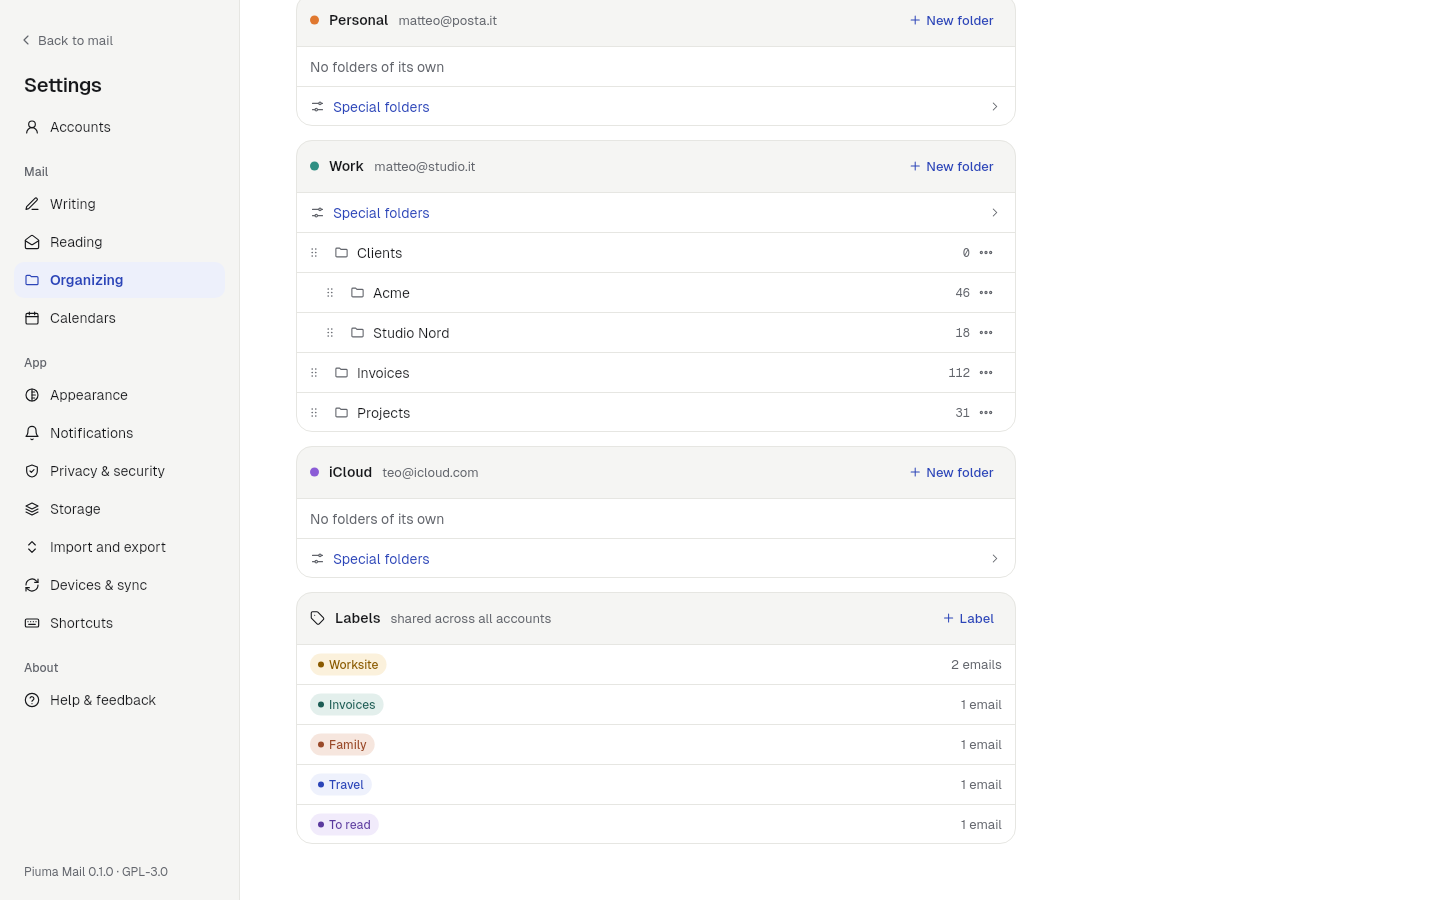 Back to mail
Settings
Accounts
Mail
Writing
Reading
Organizing
Calendars
App
Appearance
Notifications
Privacy & security
Storage
Import and export
Devices & sync
Shortcuts
About
Help & feedback
Piuma Mail 0.1.0 · GPL-3.0
Personal matteo@posta.it + New folder
No folders of its own
Special folders
Work matteo@studio.it + New folder
Special folders
Clients 0
Acme 46
Studio Nord 18
Invoices 112
Projects 31
iCloud teo@icloud.com + New folder
No folders of its own
Special folders
Labels shared across all accounts + Label
Worksite 2 emails
Invoices 1 email
Family 1 email
Travel 1 email
To read 1 email